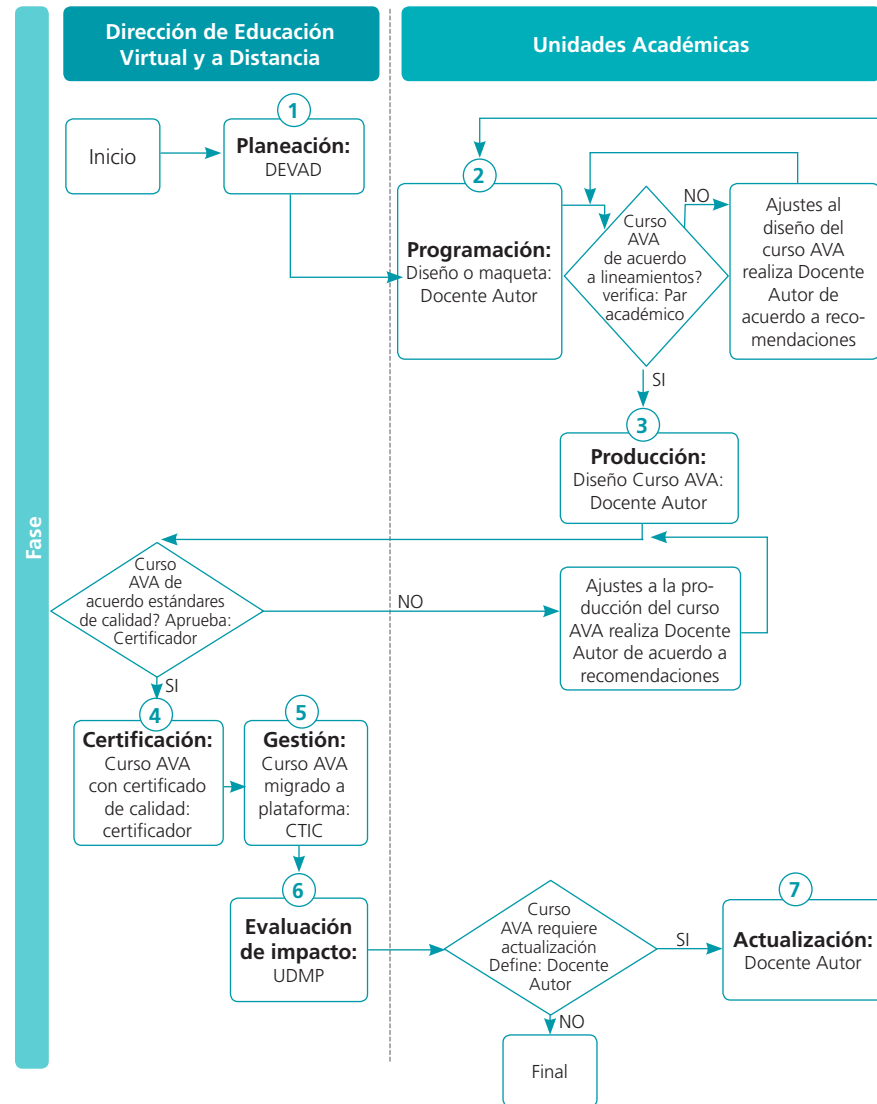 Dirección de Educación
Virtual y a Distancia
Unidades Académicas
Fase
Inicio
1
Planeación:
DEVAD
2
Programación:
Diseño o maqueta:
Docente Autor
Curso
AVA
de acuerdo
a lineamientos?
verifica: Par
académico
NO
Ajustes al
diseño del
curso AVA
realiza Docente
Autor de
acuerdo a reco-
mendaciones
SI
3
Producción:
Diseño Curso AVA:
Docente Autor
Curso
AVA de
acuerdo estándares
de calidad? Aprueba:
Certificador
NO
Ajustes a la pro-
ducción del curso
AVA realiza Docente
Autor de acuerdo a
recomendaciones
SI
4
Certificación:
Curso AVA
con certificado
de calidad:
certificador
5
Gestión:
Curso AVA
migrado a
plataforma:
CTIC
6
Evaluación
de impacto:
UDMP
Curso
AVA requiere
actualización
Define: Docente
Autor
SI
7
Actualización:
Docente Autor
NO
Final